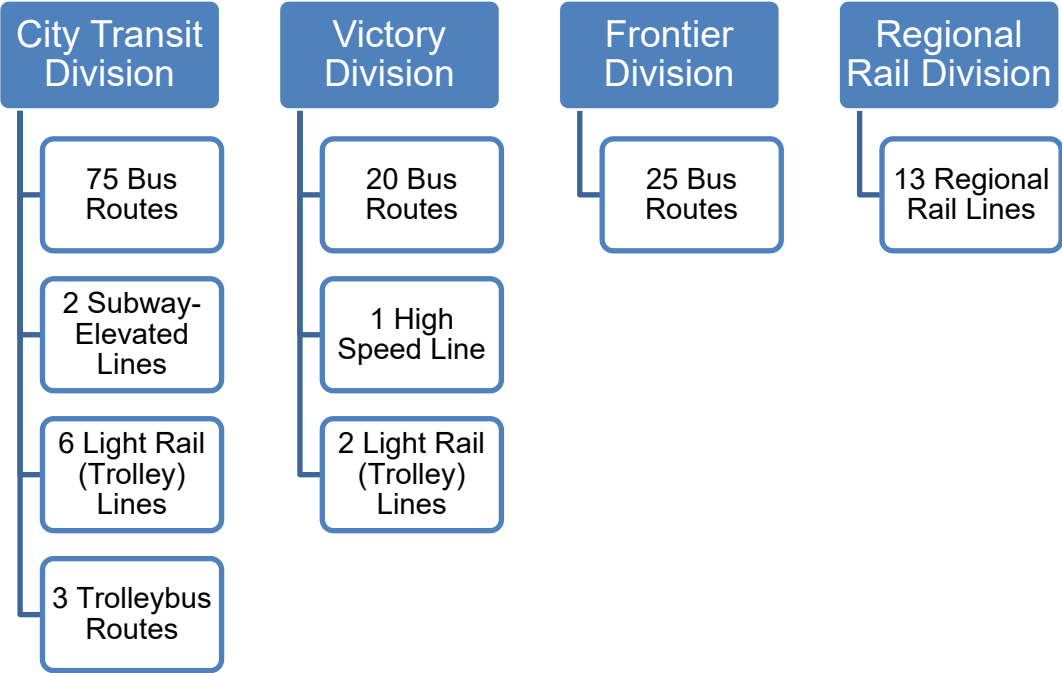 City Transit
Division
75 Bus
Routes
2 Subway-
Elevated
Lines
6 Light Rail
(Trolley)
Lines
3 Trolleybus
Routes
Victory
Division
20 Bus
Routes
1 High
Speed Line
2 Light Rail
(Trolley)
Lines
Frontier
Division
25 Bus
Routes
Regional
Rail Division
13 Regional
Rail Lines